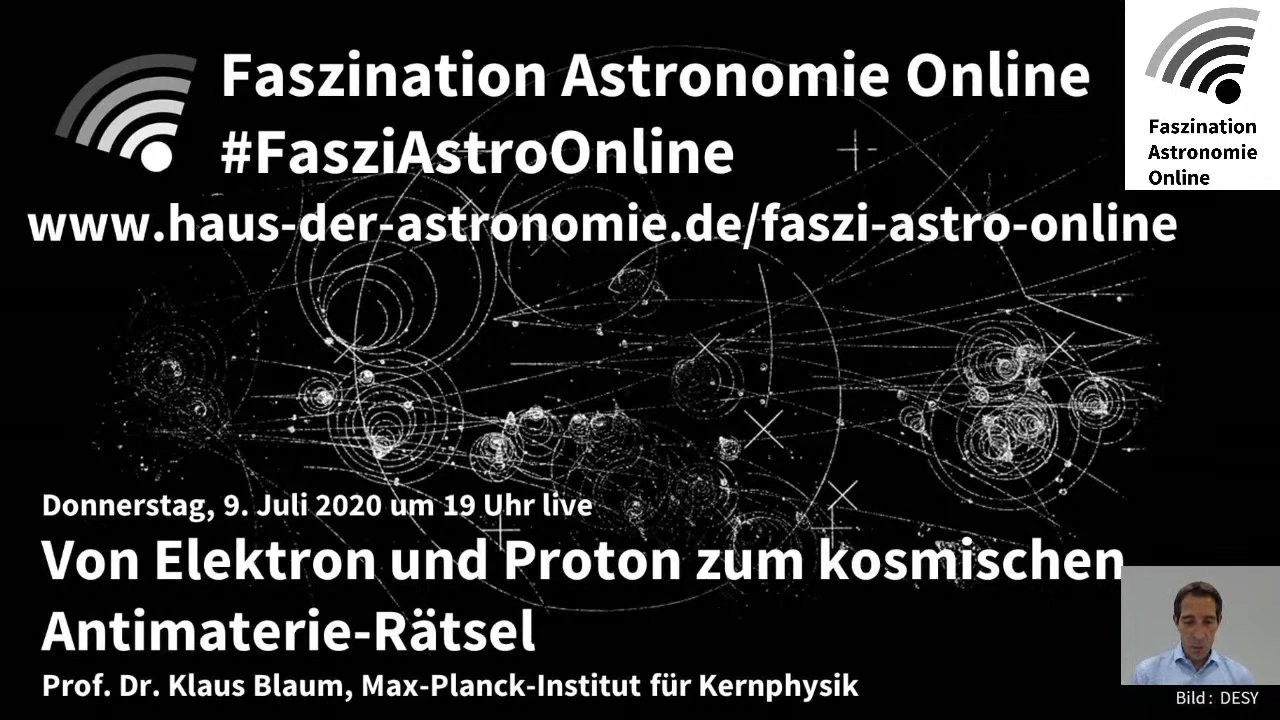 Faszination Astronomie Online
#FasziAstroOnline
www.haus-der-astronomie.de/faszi-astro-online
Faszination
Astronomie
Online
Donnerstag, 9. Juli 2020 um 19 Uhr live
Von Elektron und Proton zum kosmischen
Antimaterie-Rätsel
Prof. Dr. Klaus Blaum, Max-Planck-Institut für Kernphysik
Bild: DESY